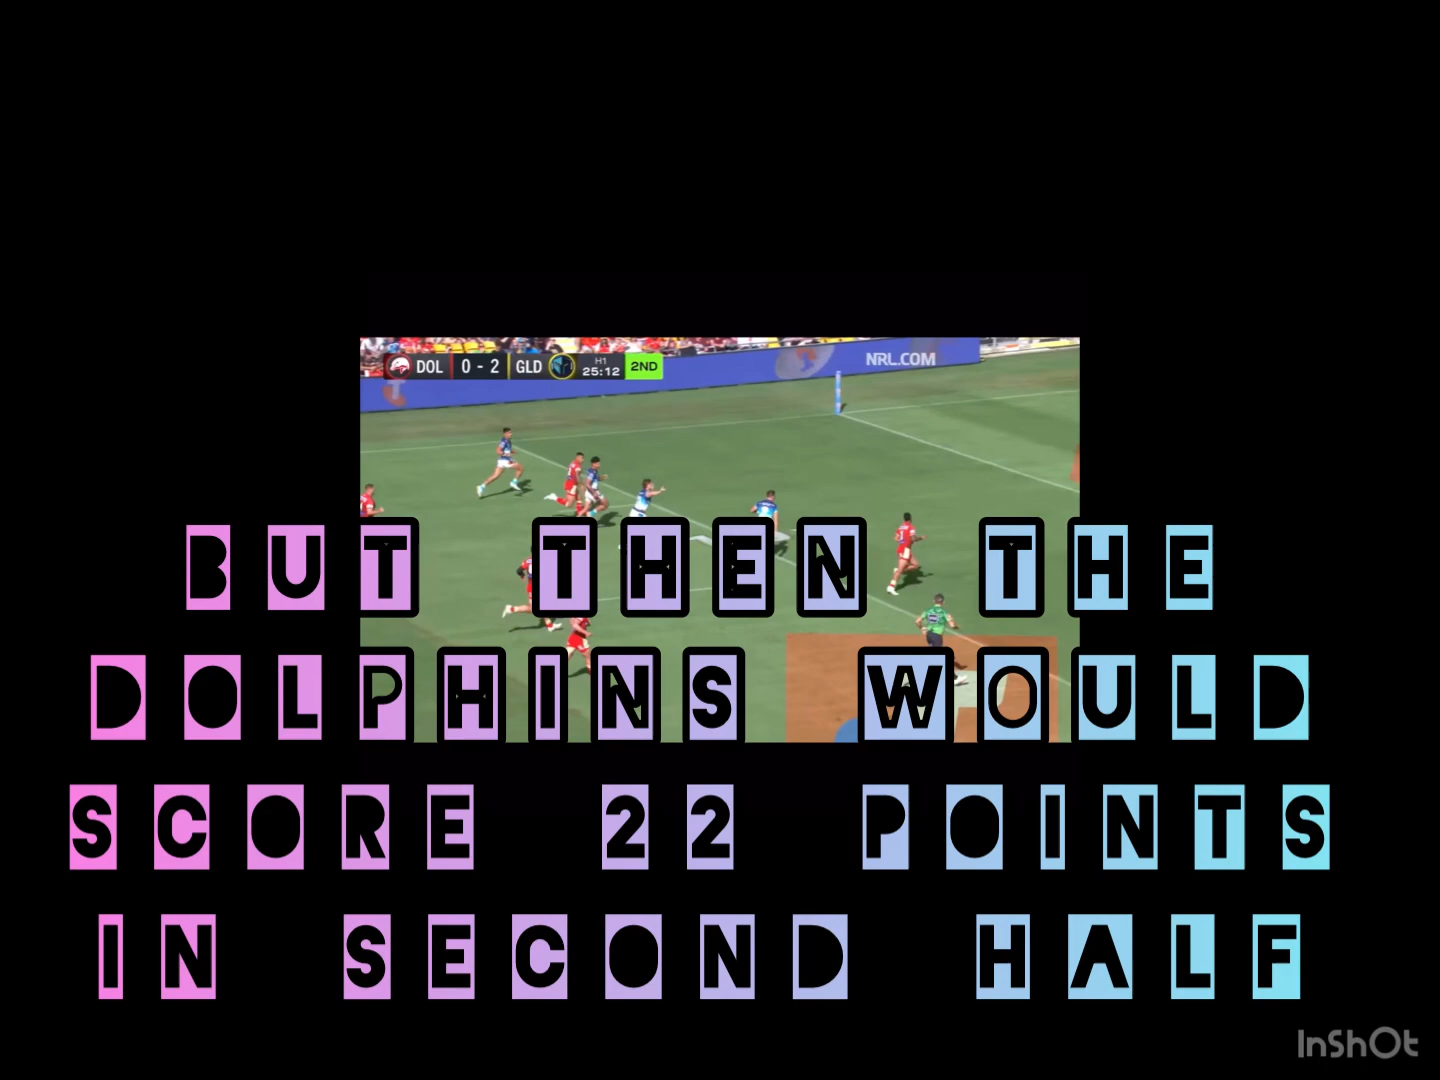 NRL.COM
DOL 0 - 2 GLD H1 25:12 2ND
BUT THEN THE
DOLPHINS WOULD
SCORE 22 POINTS
IN SECOND HALF
InShOt